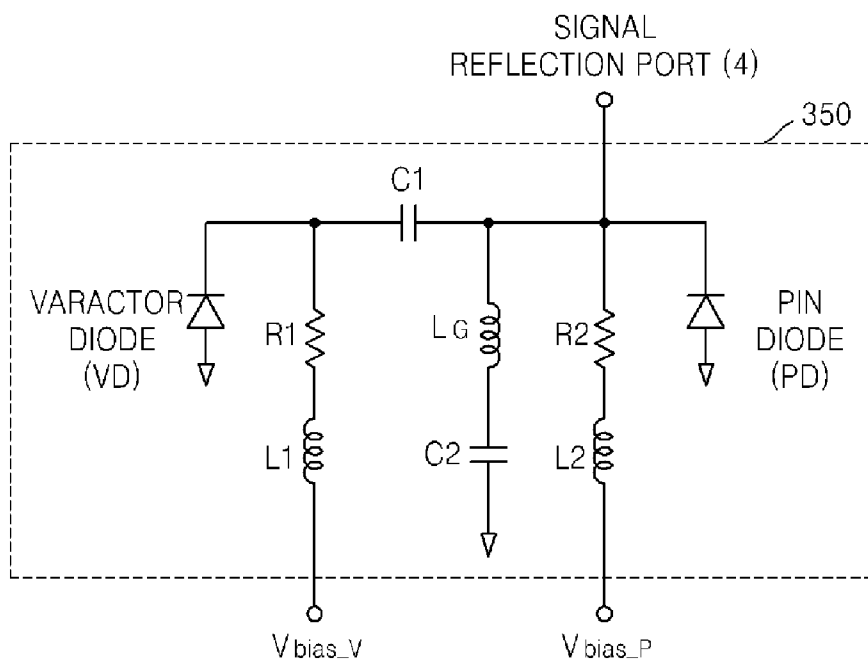 SIGNAL
REFLECTION PORT (4)
350
C1
VARACTOR
DIODE
(VD)
R1
LG
R2
PIN
DIODE
(PD)
L1
C2
L2
Vbias_V
Vbias_P